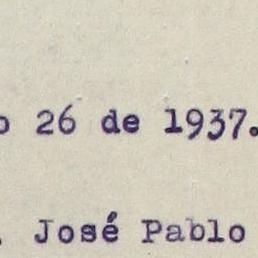 o 26 de 1937.
. José Pablo